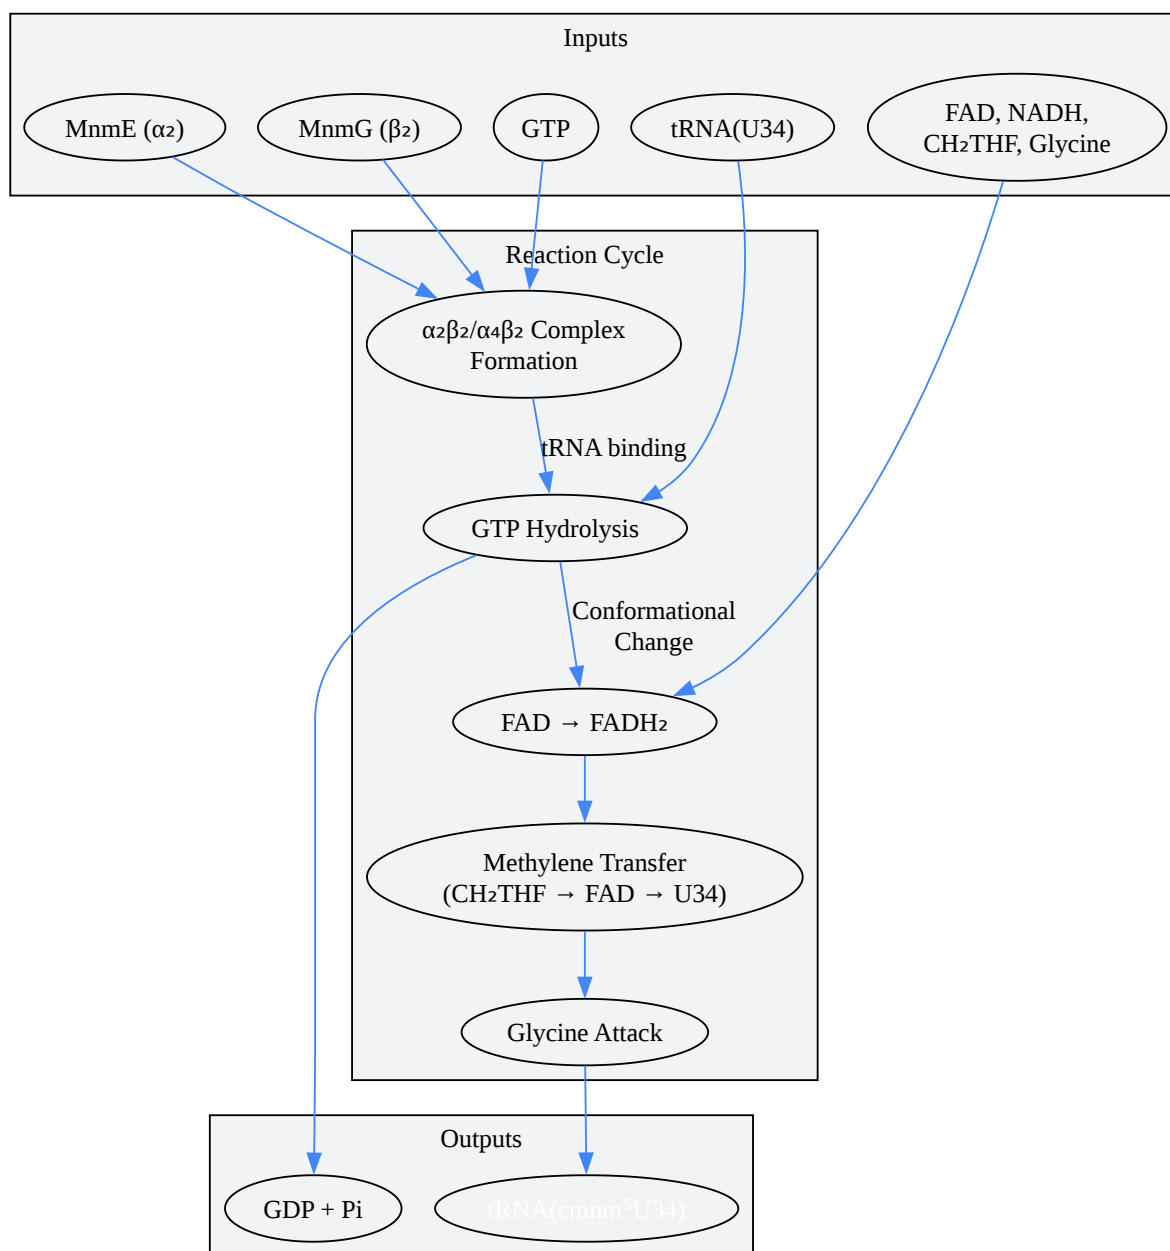 Inputs
MnmE (α₂)
MnmG (β₂)
GTP
tRNA(U34)
FAD, NADH,
CH₂THF, Glycine
Reaction Cycle
α₂β₂/α₄β₂ Complex
Formation
tRNA binding
GTP Hydrolysis
Conformational
Change
FAD → FADH₂
Methylene Transfer
(CH₂THF → FAD → U34)
Glycine Attack
Outputs
GDP + Pi
tRNA(cmnm⁵U34)